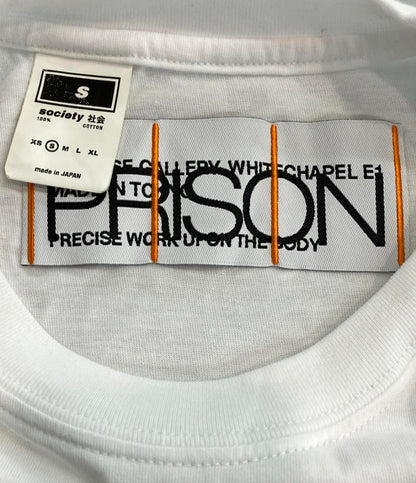 S
society 社会
100% COTTON
XS S M L XL
made in JAPAN
GALLERY, WHITECHAPEL E1
MADE IN
PRISON
PRECISE WORK UPON THE BODY